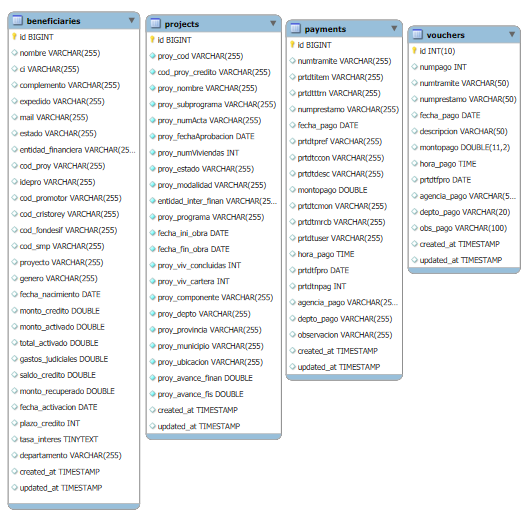 beneficiaries
id BIGINT
nombre VARCHAR(255)
ci VARCHAR(255)
complemento VARCHAR(255)
expedido VARCHAR(255)
mail VARCHAR(255)
estado VARCHAR(255)
entidad_financiera VARCHAR(25...
cod_proy VARCHAR(255)
idepro VARCHAR(255)
cod_promotor VARCHAR(255)
cod_cristorey VARCHAR(255)
cod_fondesif VARCHAR(255)
cod_smp VARCHAR(255)
proyecto VARCHAR(255)
genero VARCHAR(255)
fecha_nacimiento DATE
monto_credito DOUBLE
monto_activado DOUBLE
total_activado DOUBLE
gastos_judiciales DOUBLE
saldo_credito DOUBLE
monto_recuperado DOUBLE
fecha_activacion DATE
plazo_credito INT
tasa_interes TINYTEXT
departamento VARCHAR(255)
created_at TIMESTAMP
updated_at TIMESTAMP
projects
id BIGINT
proy_cod VARCHAR(255)
cod_proy_credito VARCHAR(255)
proy_nombre VARCHAR(255)
proy_subprograma VARCHAR(255)
proy_numActa VARCHAR(255)
proy_fechaAprobacion DATE
proy_numViviendas INT
proy_estado VARCHAR(255)
proy_modalidad VARCHAR(255)
entidad_inter_finan VARCHAR(25...
proy_programa VARCHAR(255)
fecha_ini_obra DATE
fecha_fin_obra DATE
proy_viv_concluidas INT
proy_viv_cartera INT
proy_componente VARCHAR(255)
proy_depto VARCHAR(255)
proy_provincia VARCHAR(255)
proy_municipio VARCHAR(255)
proy_ubicacion VARCHAR(255)
proy_avance_finan DOUBLE
proy_avance_fis DOUBLE
created_at TIMESTAMP
updated_at TIMESTAMP
payments
id BIGINT
numtramite VARCHAR(255)
prtdtitem VARCHAR(255)
prtdtttrn VARCHAR(255)
numprestamo VARCHAR(255)
fecha_pago DATE
prtdtpref VARCHAR(255)
prtdtccon VARCHAR(255)
prtdtdesc VARCHAR(255)
montopago DOUBLE
prtdtcmon VARCHAR(255)
prtdtmrcb VARCHAR(255)
prtdtuser VARCHAR(255)
hora_pago TIME
prtdtfpro DATE
prtdtnpag INT
agencia_pago VARCHAR(25...
depto_pago VARCHAR(255)
observacion VARCHAR(255)
created_at TIMESTAMP
updated_at TIMESTAMP
vouchers
id INT(10)
numpago INT
numtramite VARCHAR(50)
numprestamo VARCHAR(50)
fecha_pago DATE
descripcion VARCHAR(50)
montopago DOUBLE(11,2)
hora_pago TIME
prtdtfpro DATE
agencia_pago VARCHAR(5...
depto_pago VARCHAR(20)
obs_pago VARCHAR(100)
created_at TIMESTAMP
updated_at TIMESTAMP